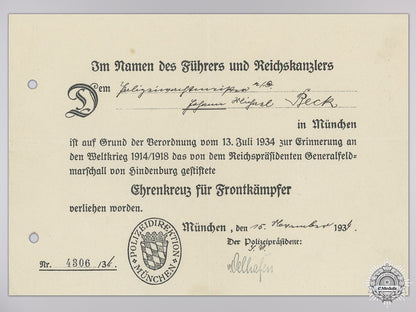 Im Namen des Führers und Reichskanzlers
Dem Polizeiwachtmeister a/D.
Johann Michael Beck
in München
ist auf Grund der Verordnung vom 13. Juli 1934 zur Erinnerung an
den Weltkrieg 1914/1918 das von dem Reichspräsidenten Generalfeld-
marschall von Hindenburg gestiftete
Ehrenkreuz für Frontkämpfer
verliehen worden.
München, den 15. November 1934.
Der Polizeipräsident:
POLIZEIDIREKTION
MÜNCHEN
Nr. 4306 /34.